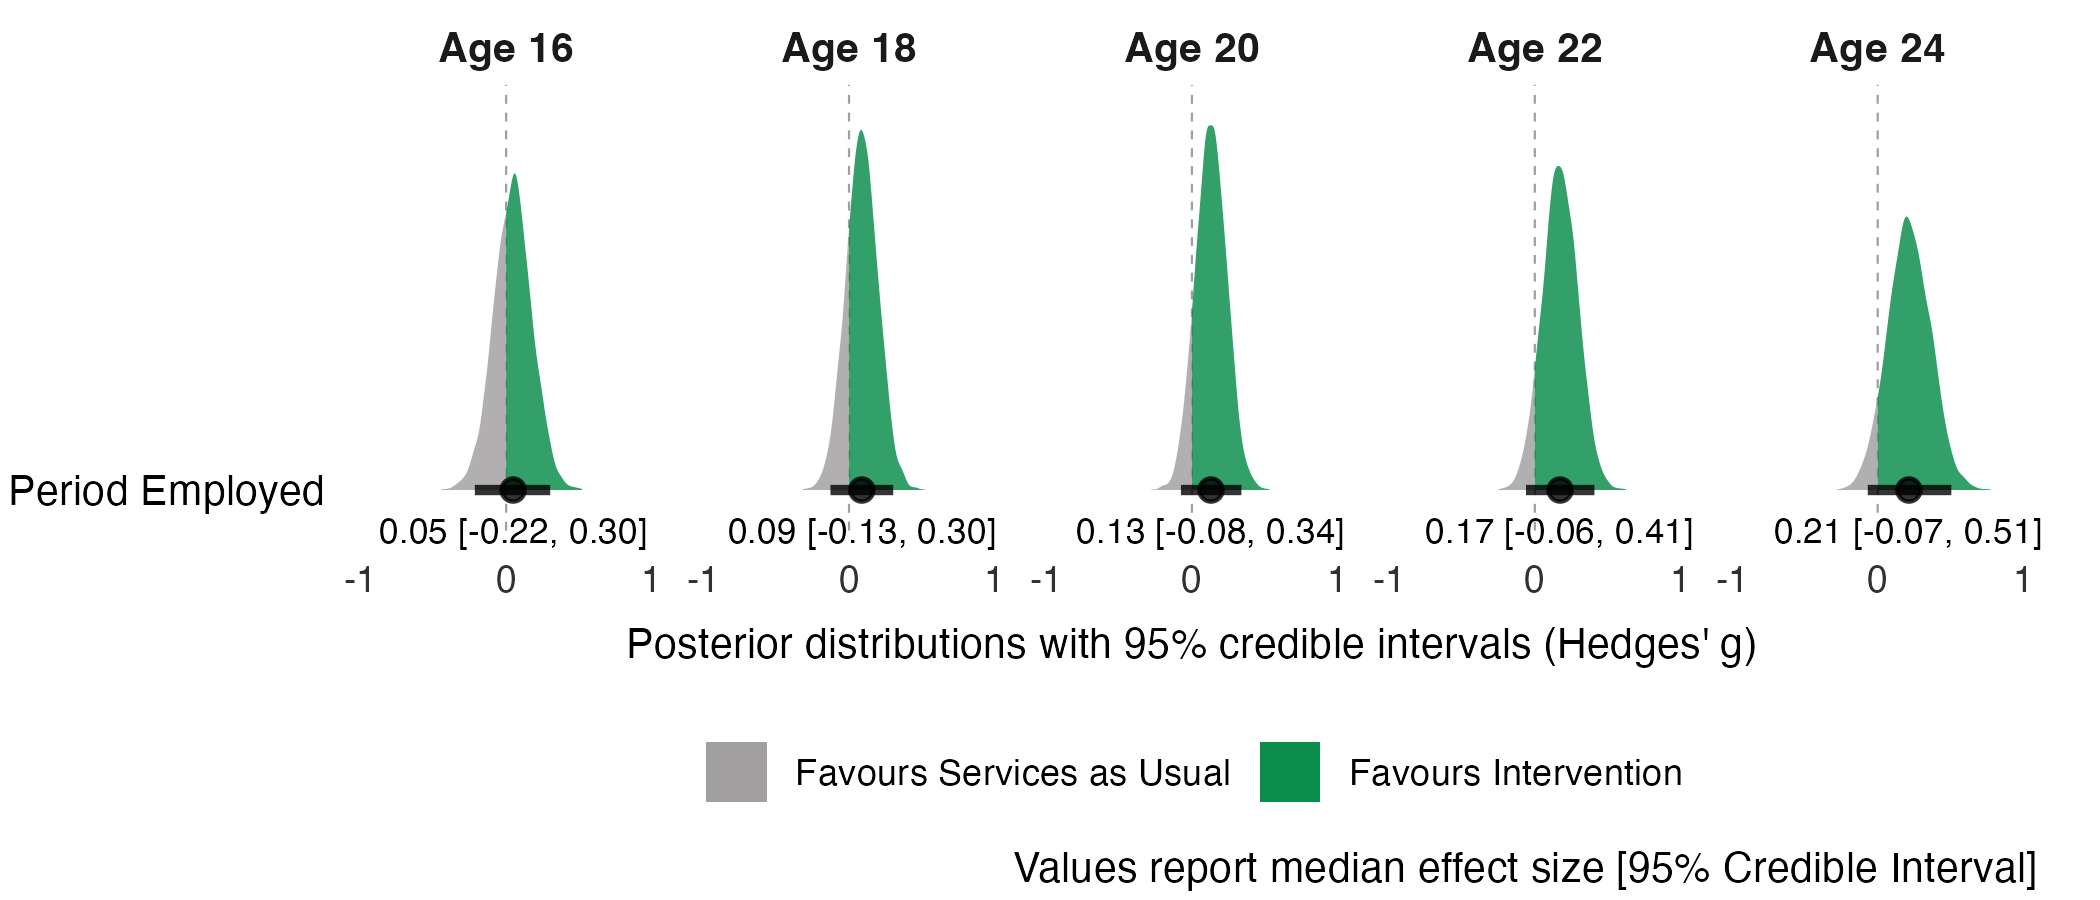 Age 16 Age 18 Age 20 Age 22 Age 24
Period Employed
0.05 [-0.22, 0.30] 0.09 [-0.13, 0.30] 0.13 [-0.08, 0.34] 0.17 [-0.06, 0.41] 0.21 [-0.07, 0.51]
-1 0 1 -1 0 1 -1 0 1 -1 0 1 -1 0 1
Posterior distributions with 95% credible intervals (Hedges' g)
Favours Services as Usual Favours Intervention
Values report median effect size [95% Credible Interval]